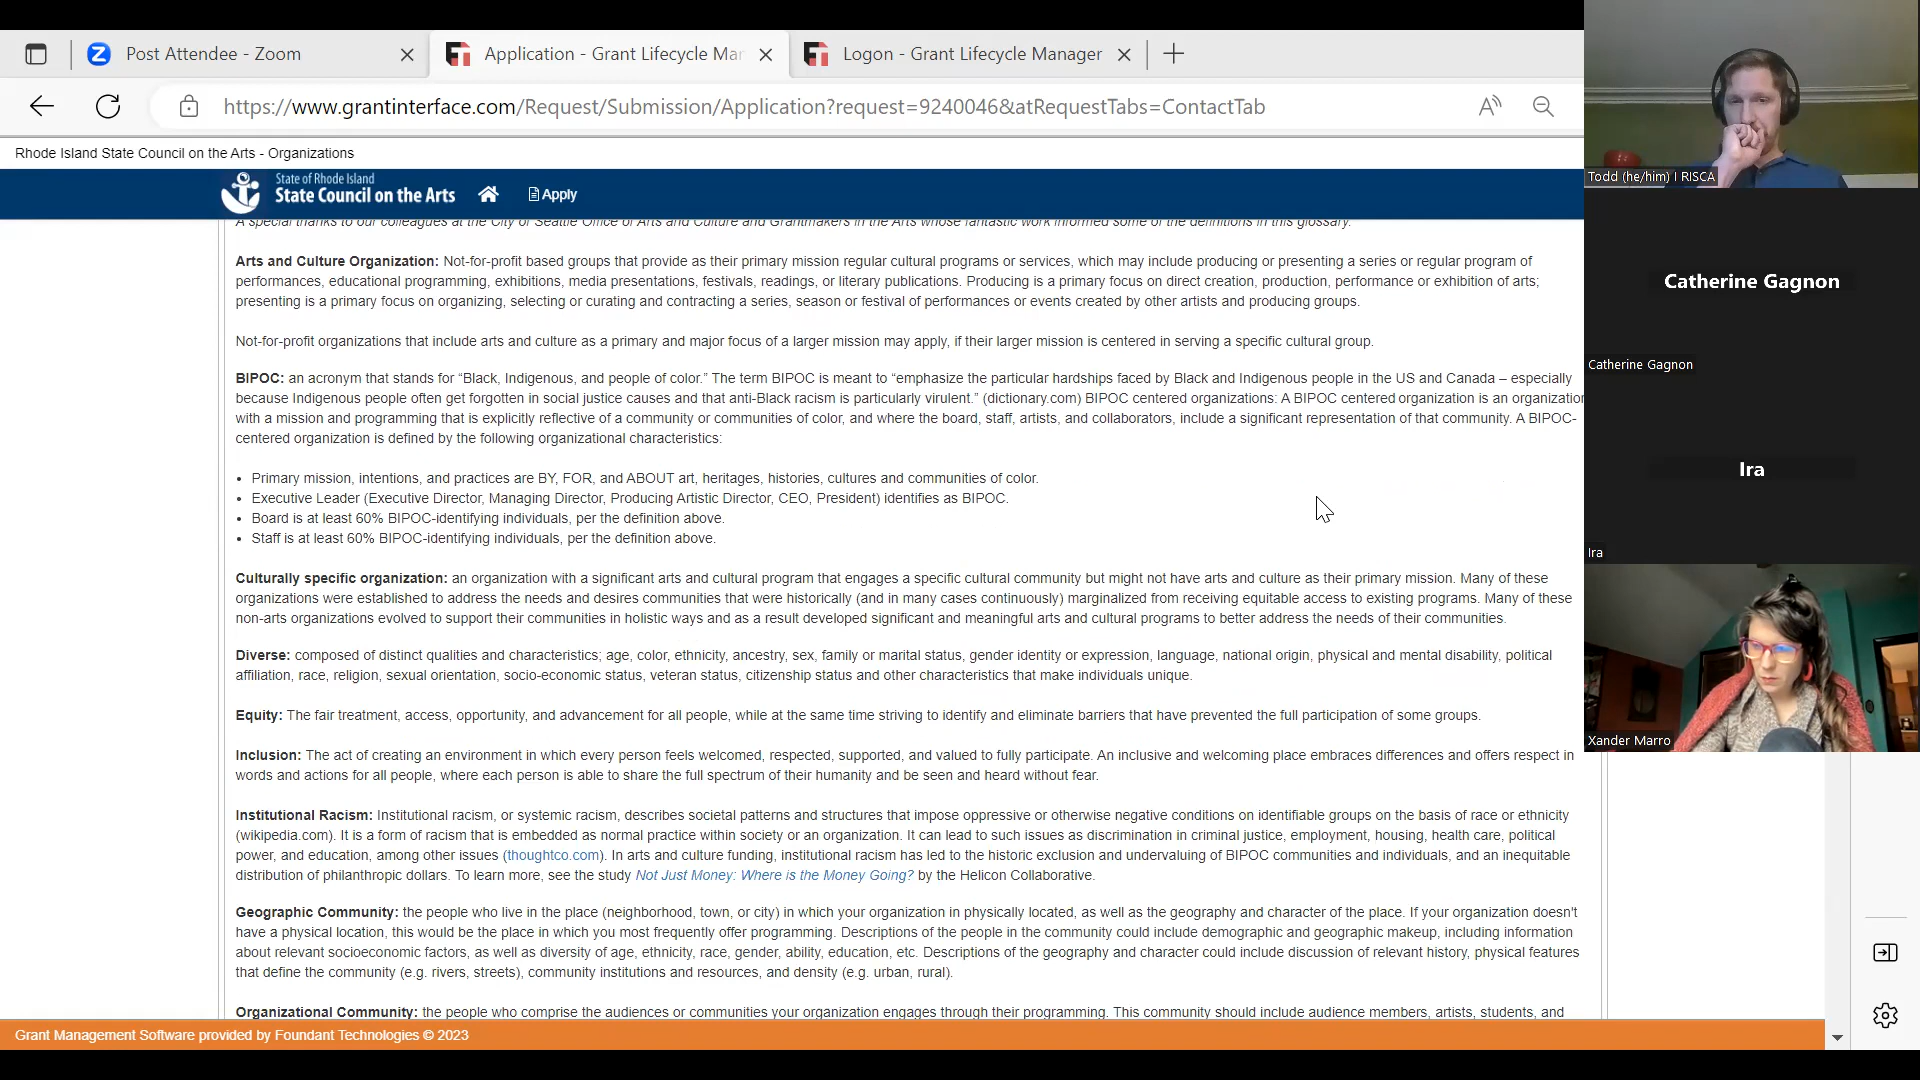 Post Attendee - Zoom
Application - Grant Lifecycle Mar
Logon - Grant Lifecycle Manager
https://www.grantinterface.com/Request/Submission/Application?request=9240046&atRequestTabs=ContactTab
Rhode Island State Council on the Arts - Organizations
State of Rhode Island
State Council on the Arts
Apply
A special thanks to our colleagues at the City of Seattle Office of Arts and Culture and Grantmakers in the Arts whose fantastic work informed some of the definitions in this glossary.
Arts and Culture Organization: Not-for-profit based groups that provide as their primary mission regular cultural programs or services, which may include producing or presenting a series or regular program of
performances, educational programming, exhibitions, media presentations, festivals, readings, or literary publications. Producing is a primary focus on direct creation, production, performance or exhibition of arts;
presenting is a primary focus on organizing, selecting or curating and contracting a series, season or festival of performances or events created by other artists and producing groups.
Not-for-profit organizations that include arts and culture as a primary and major focus of a larger mission may apply, if their larger mission is centered in serving a specific cultural group.
BIPOC: an acronym that stands for “Black, Indigenous, and people of color.” The term BIPOC is meant to “emphasize the particular hardships faced by Black and Indigenous people in the US and Canada – especially
because Indigenous people often get forgotten in social justice causes and that anti-Black racism is particularly virulent.” (dictionary.com) BIPOC centered organizations: A BIPOC centered organization is an organization
with a mission and programming that is explicitly reflective of a community or communities of color, and where the board, staff, artists, and collaborators, include a significant representation of that community. A BIPOC-
centered organization is defined by the following organizational characteristics:
• Primary mission, intentions, and practices are BY, FOR, and ABOUT art, heritages, histories, cultures and communities of color.
• Executive Leader (Executive Director, Managing Director, Producing Artistic Director, CEO, President) identifies as BIPOC.
• Board is at least 60% BIPOC-identifying individuals, per the definition above.
• Staff is at least 60% BIPOC-identifying individuals, per the definition above.
Culturally specific organization: an organization with a significant arts and cultural program that engages a specific cultural community but might not have arts and culture as their primary mission. Many of these
organizations were established to address the needs and desires communities that were historically (and in many cases continuously) marginalized from receiving equitable access to existing programs. Many of these
non-arts organizations evolved to support their communities in holistic ways and as a result developed significant and meaningful arts and cultural programs to better address the needs of their communities.
Diverse: composed of distinct qualities and characteristics; age, color, ethnicity, ancestry, sex, family or marital status, gender identity or expression, language, national origin, physical and mental disability, political
affiliation, race, religion, sexual orientation, socio-economic status, veteran status, citizenship status and other characteristics that make individuals unique.
Equity: The fair treatment, access, opportunity, and advancement for all people, while at the same time striving to identify and eliminate barriers that have prevented the full participation of some groups.
Inclusion: The act of creating an environment in which every person feels welcomed, respected, supported, and valued to fully participate. An inclusive and welcoming place embraces differences and offers respect in
words and actions for all people, where each person is able to share the full spectrum of their humanity and be seen and heard without fear.
Institutional Racism: Institutional racism, or systemic racism, describes societal patterns and structures that impose oppressive or otherwise negative conditions on identifiable groups on the basis of race or ethnicity
(wikipedia.com). It is a form of racism that is embedded as normal practice within society or an organization. It can lead to such issues as discrimination in criminal justice, employment, housing, health care, political
power, and education, among other issues (thoughtco.com). In arts and culture funding, institutional racism has led to the historic exclusion and undervaluing of BIPOC communities and individuals, and an inequitable
distribution of philanthropic dollars. To learn more, see the study Not Just Money: Where is the Money Going? by the Helicon Collaborative.
Geographic Community: the people who live in the place (neighborhood, town, or city) in which your organization in physically located, as well as the geography and character of the place. If your organization doesn't
have a physical location, this would be the place in which you most frequently offer programming. Descriptions of the people in the community could include demographic and geographic makeup, including information
about relevant socioeconomic factors, as well as diversity of age, ethnicity, race, gender, ability, education, etc. Descriptions of the geography and character could include discussion of relevant history, physical features
that define the community (e.g. rivers, streets), community institutions and resources, and density (e.g. urban, rural).
Organizational Community: the people who comprise the audiences or communities your organization engages through their programming. This community should include audience members, artists, students, and
Grant Management Software provided by Foundant Technologies © 2023
Todd (he/him) I RISCA
Catherine Gagnon
Catherine Gagnon
Ira
Ira
Xander Marro